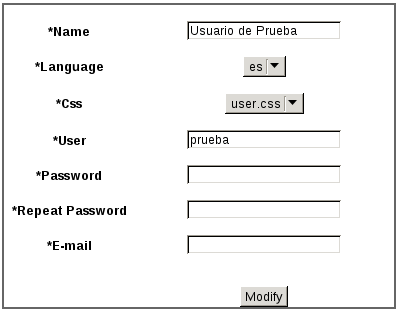 *Name Usuario de Prueba
*Language es
*Css user.css
*User prueba
*Password
*Repeat Password
*E-mail
Modify